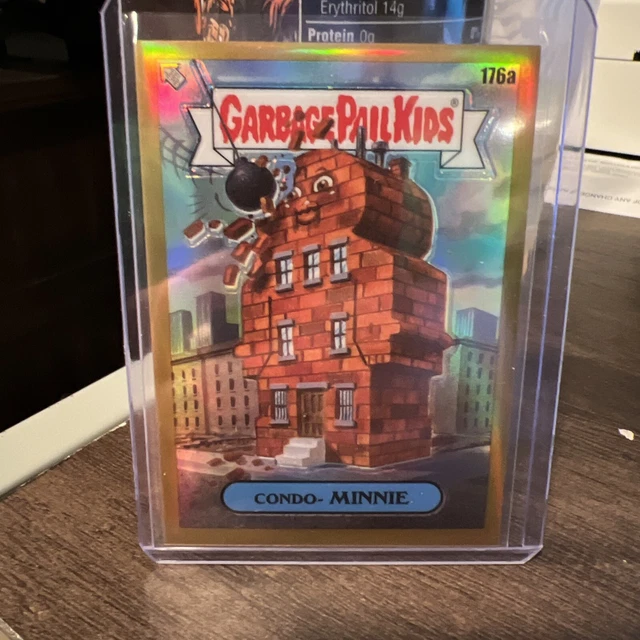 Erythritol 14g
Protein 0g
176a
GARBAGE PAIL KIDS®
CONDO- MINNIE